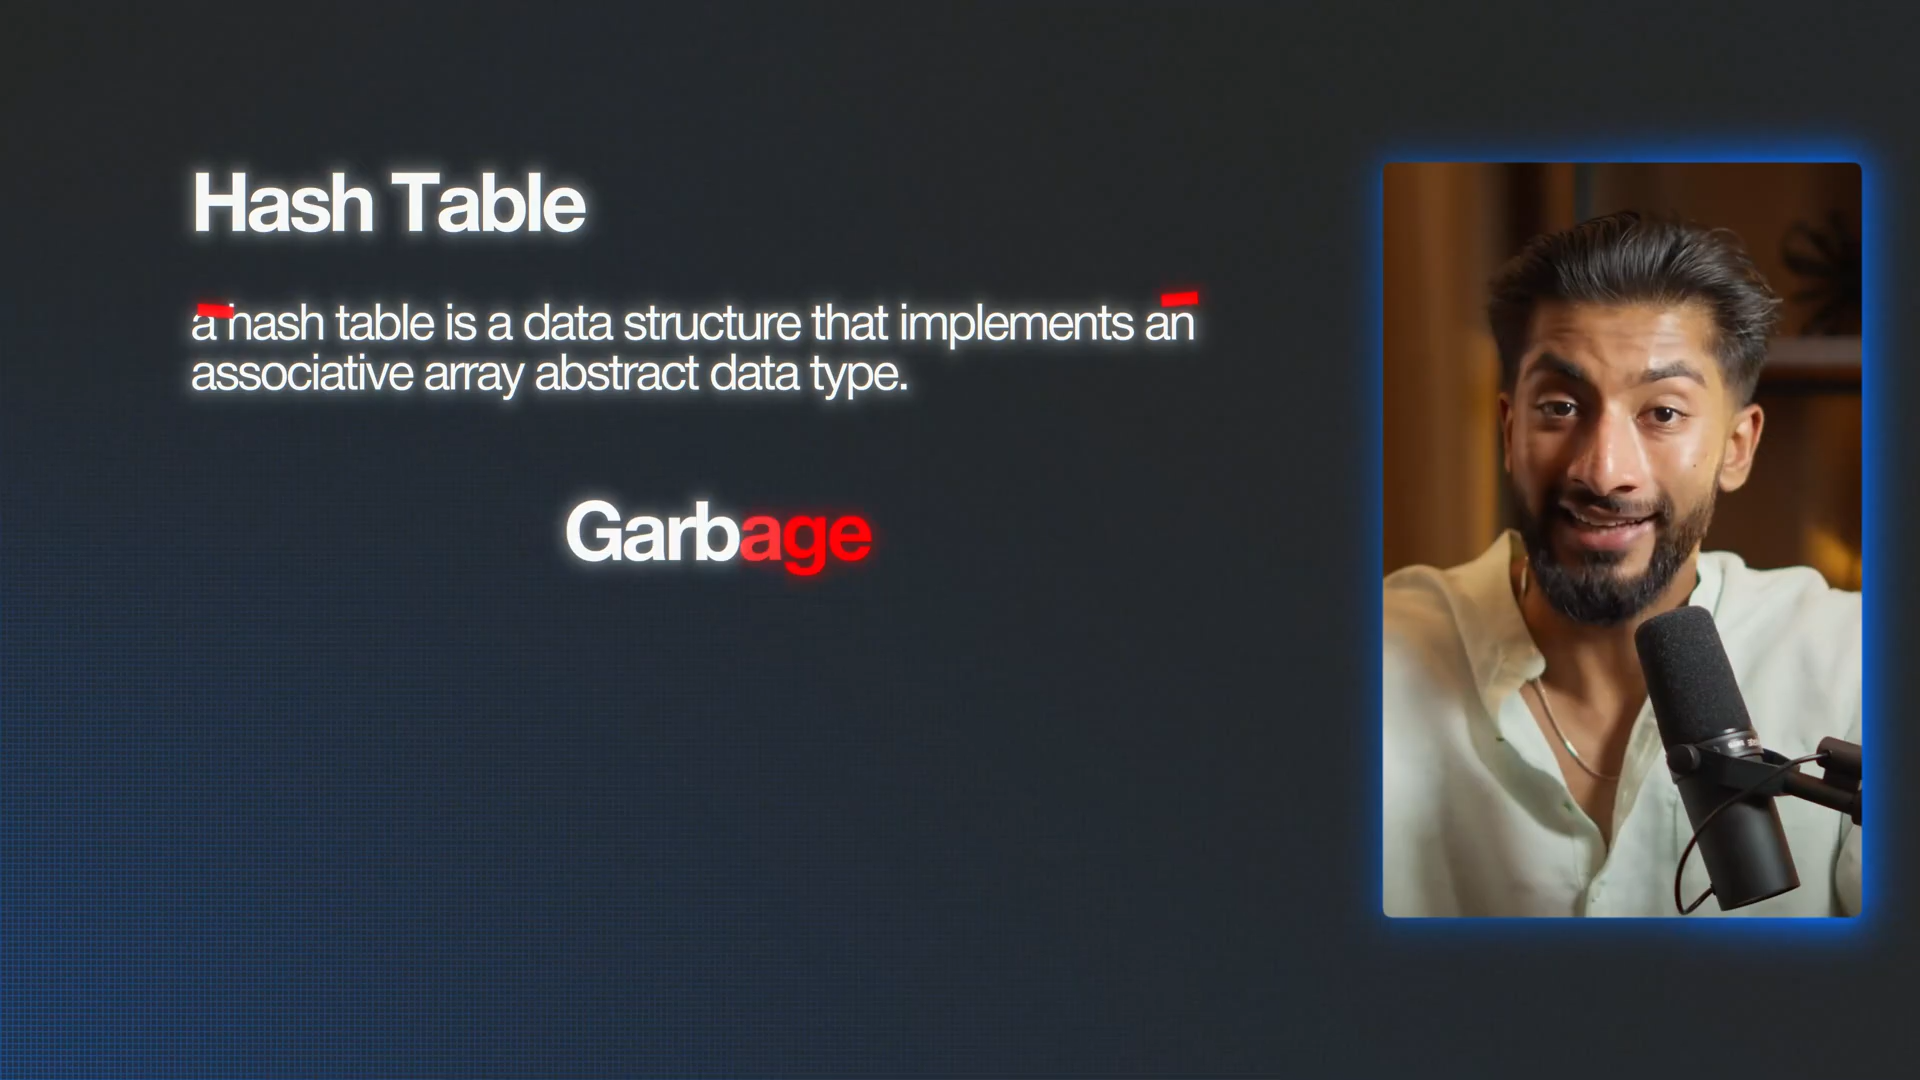 Hash Table
a hash table is a data structure that implements an
associative array abstract data type.
Garbage